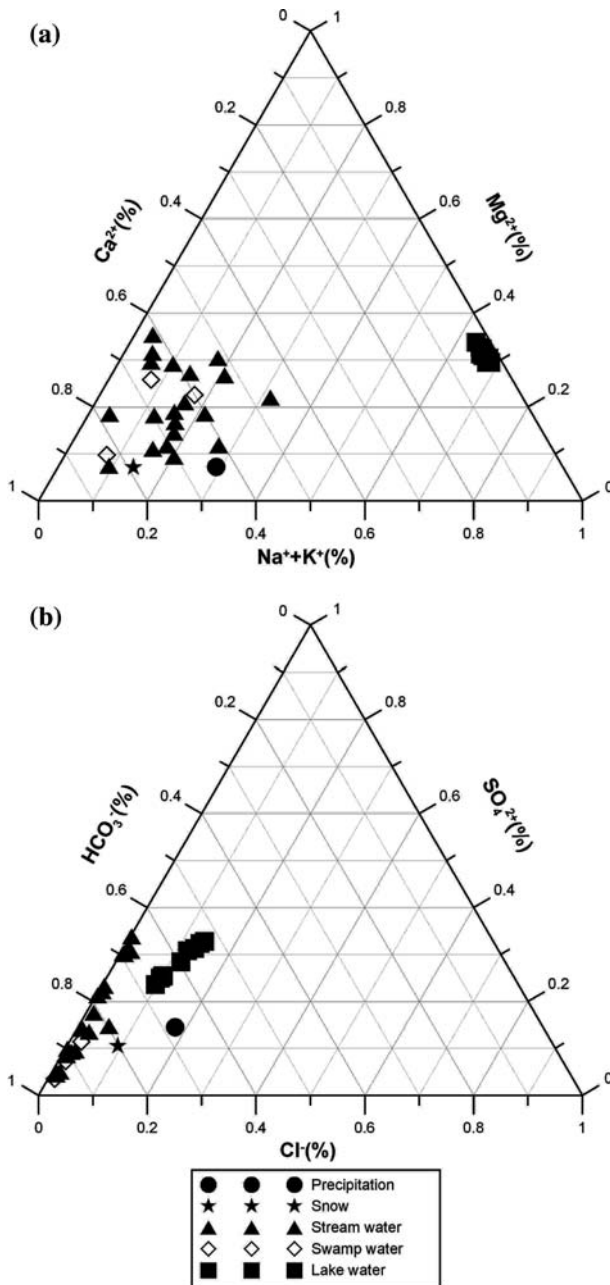 (a)
0 1
0.2 0.8
Ca²⁺(%) Mg²⁺(%)
0.4 0.6
0.6 0.4
0.8 0.2
1 0
0 0.2 0.4 0.6 0.8 1
Na⁺+K⁺(%)
(b)
0 1
0.2 0.8
HCO₃⁻(%) SO₄²⁺(%)
0.4 0.6
0.6 0.4
0.8 0.2
1 0
0 0.2 0.4 0.6 0.8 1
Cl⁻(%)
Precipitation
Snow
Stream water
Swamp water
Lake water